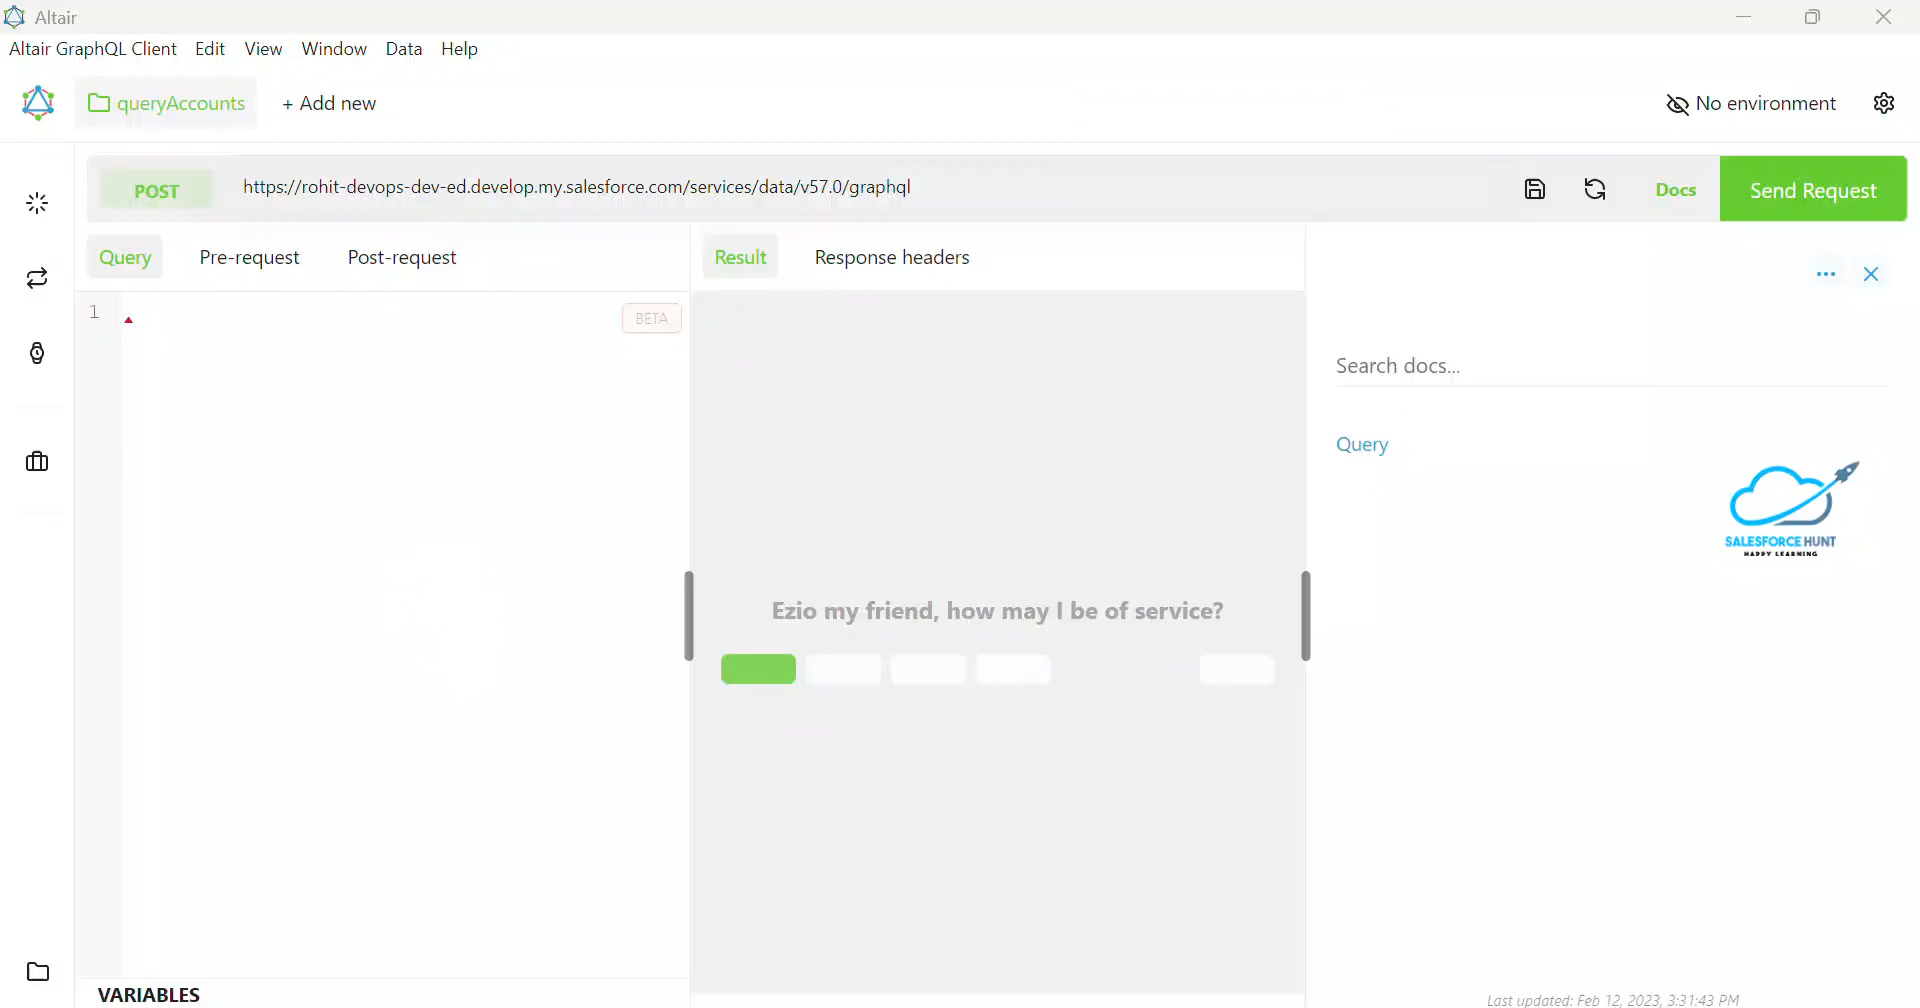 Altair
Altair GraphQL Client Edit View Window Data Help
queryAccounts + Add new No environment
POST https://rohit-devops-dev-ed.develop.my.salesforce.com/services/data/v57.0/graphql Docs Send Request
Query Pre-request Post-request Result Response headers
1 BETA
Search docs...
Query
SALESFORCE HUNT
HAPPY LEARNING
Ezio my friend, how may I be of service?
VARIABLES
Last updated: Feb 12, 2023, 3:31:43 PM